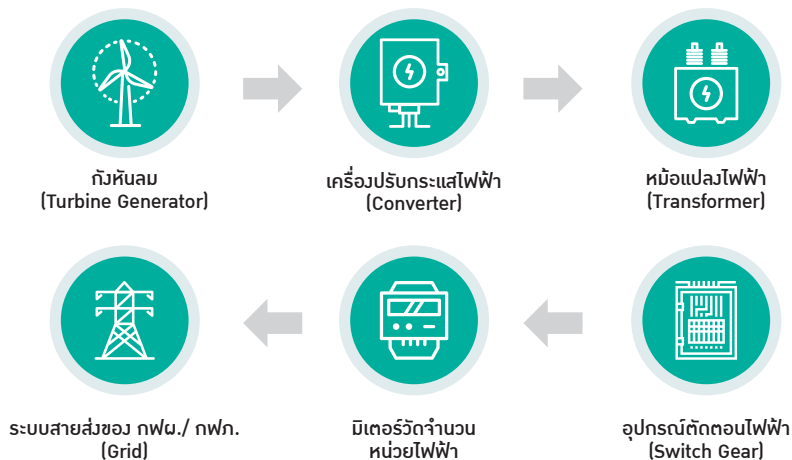 กังหันลม
(Turbine Generator)
เครื่องปรับกระแสไฟฟ้า
(Converter)
หม้อแปลงไฟฟ้า
(Transformer)
ระบบสายส่งของ กฟผ./ กฟภ.
(Grid)
มิเตอร์วัดจำนวน
หน่วยไฟฟ้า
อุปกรณ์ตัดตอนไฟฟ้า
(Switch Gear)